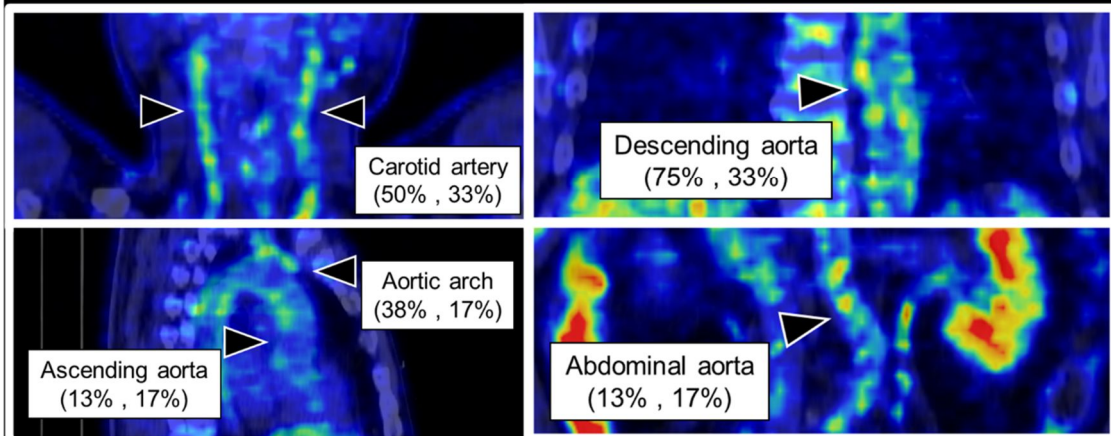 Carotid artery
(50% , 33%)
Descending aorta
(75% , 33%)
Aortic arch
(38% , 17%)
Ascending aorta
(13% , 17%)
Abdominal aorta
(13% , 17%)